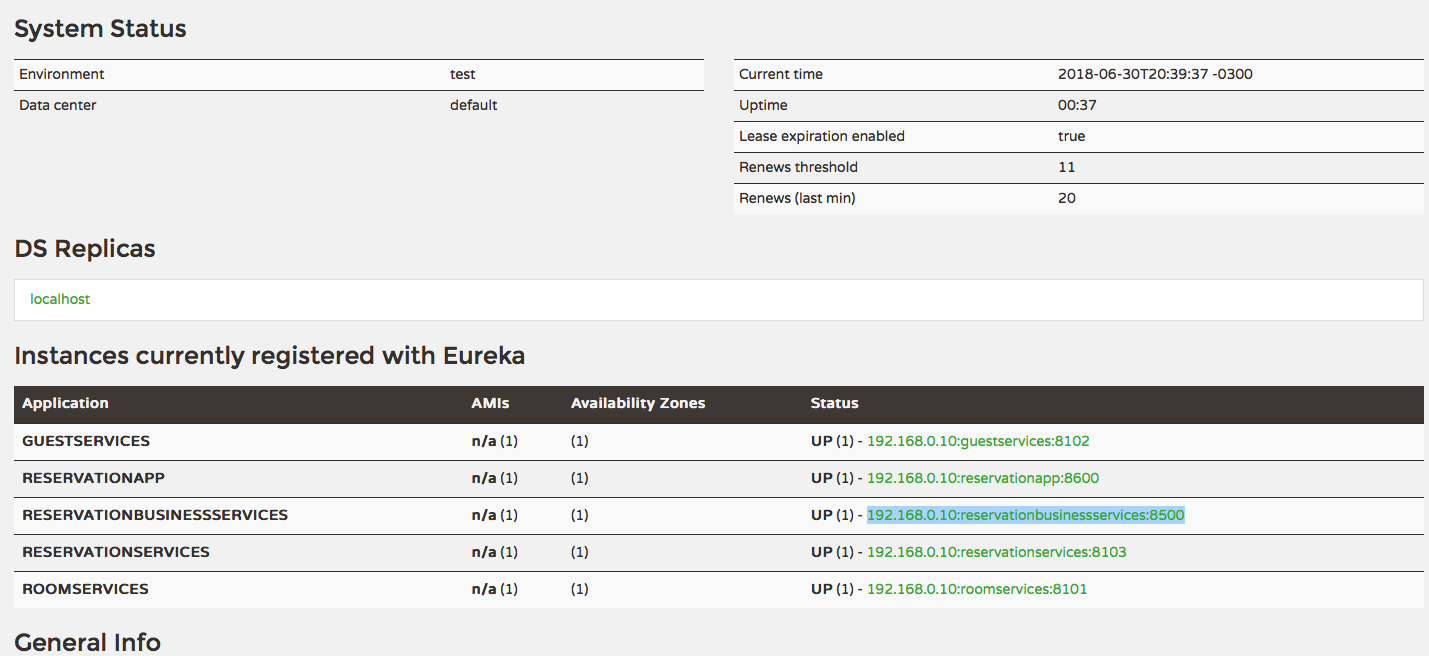 System Status
Environment test
Data center default
Current time 2018-06-30T20:39:37 -0300
Uptime 00:37
Lease expiration enabled true
Renews threshold 11
Renews (last min) 20
DS Replicas
localhost
Instances currently registered with Eureka
Application AMIs Availability Zones Status
GUESTSERVICES n/a (1) (1) UP (1) - 192.168.0.10:guestservices:8102
RESERVATIONAPP n/a (1) (1) UP (1) - 192.168.0.10:reservationapp:8600
RESERVATIONBUSINESSSERVICES n/a (1) (1) UP (1) - 192.168.0.10:reservationbusinessservices:8500
RESERVATIONSERVICES n/a (1) (1) UP (1) - 192.168.0.10:reservationservices:8103
ROOMSERVICES n/a (1) (1) UP (1) - 192.168.0.10:roomservices:8101
General Info